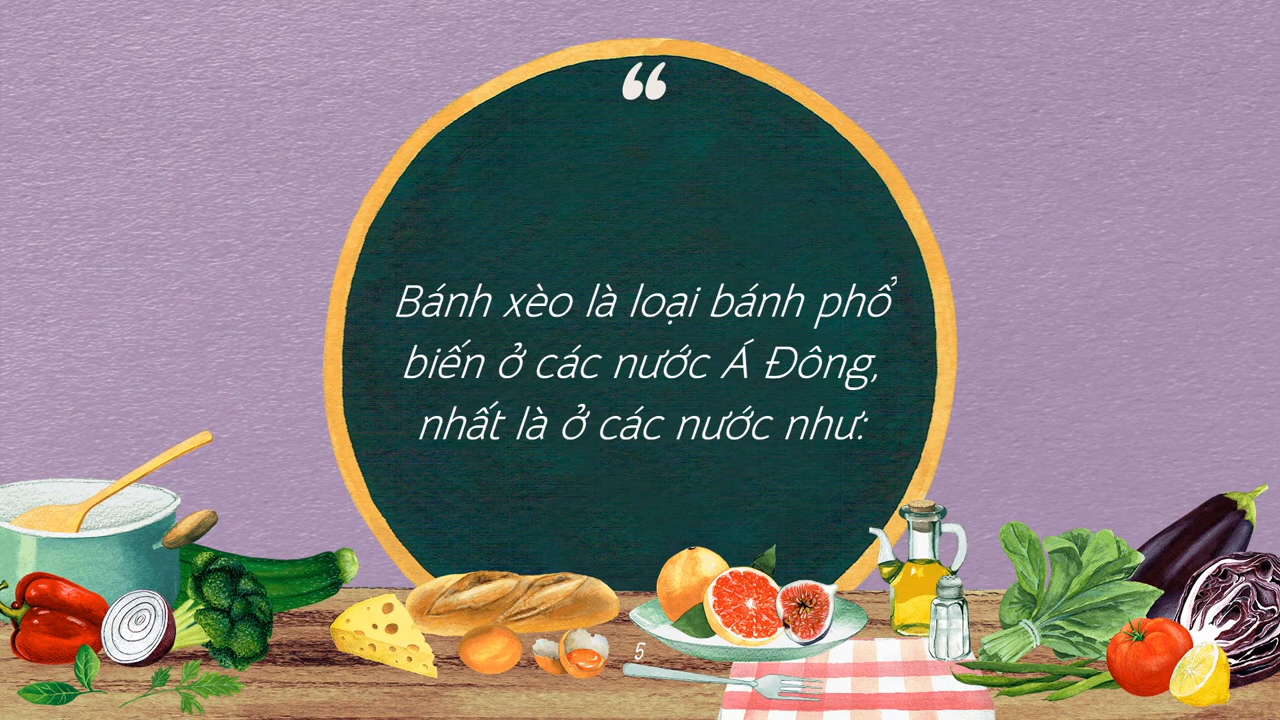 “
Bánh xèo là loại bánh phổ
biến ở các nước Á Đông,
nhất là ở các nước như:
5